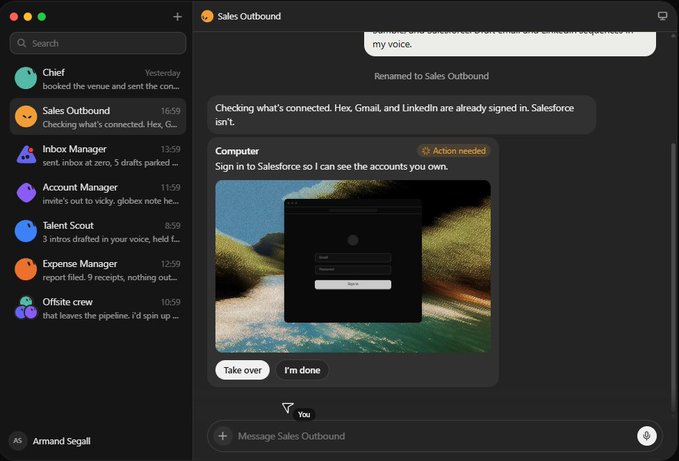 Search
Chief
Yesterday
booked the venue and sent the con...
Sales Outbound
16:59
Checking what's connected. Hex, G...
Inbox Manager
13:59
sent. inbox at zero, 5 drafts parked ...
Account Manager
11:59
invite's out to vicky. globex note he...
Talent Scout
8:59
3 intros drafted in your voice, held f...
Expense Manager
12:59
report filed. 9 receipts, nothing out...
Offsite crew
10:59
that leaves the pipeline. i'd spin up ...
AS
Armand Segall
Sales Outbound
my voice.
Renamed to Sales Outbound
Checking what's connected. Hex, Gmail, and LinkedIn are already signed in. Salesforce
isn't.
Computer
Action needed
Sign in to Salesforce so I can see the accounts you own.
Email
Password
Sign in
Take over
I'm done
You
Message Sales Outbound